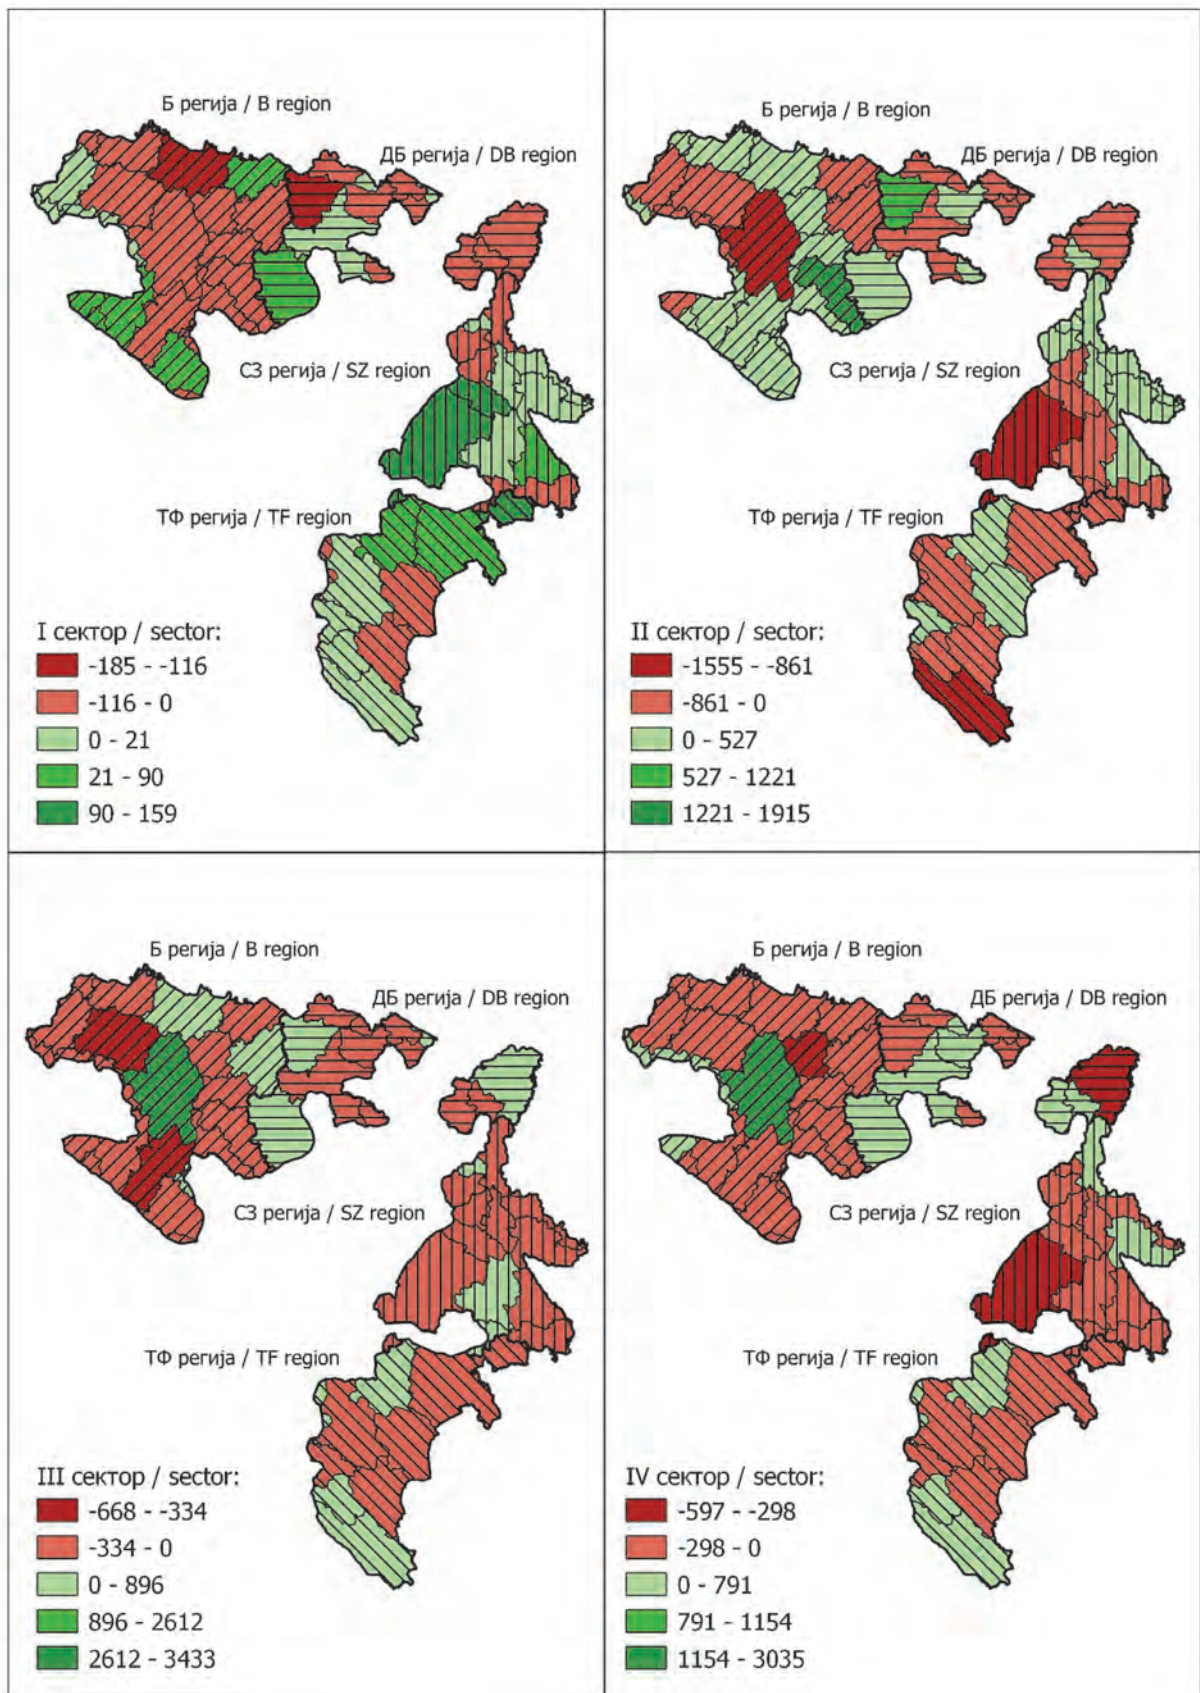 Б регија / B region
ДБ регија / DB region
СЗ регија / SZ region
ТФ регија / TF region
I сектор / sector:
-185 - -116
-116 - 0
0 - 21
21 - 90
90 - 159
Б регија / B region
ДБ регија / DB region
СЗ регија / SZ region
ТФ регија / TF region
II сектор / sector:
-1555 - -861
-861 - 0
0 - 527
527 - 1221
1221 - 1915
Б регија / B region
ДБ регија / DB region
СЗ регија / SZ region
ТФ регија / TF region
III сектор / sector:
-668 - -334
-334 - 0
0 - 896
896 - 2612
2612 - 3433
Б регија / B region
ДБ регија / DB region
СЗ регија / SZ region
ТФ регија / TF region
IV сектор / sector:
-597 - -298
-298 - 0
0 - 791
791 - 1154
1154 - 3035